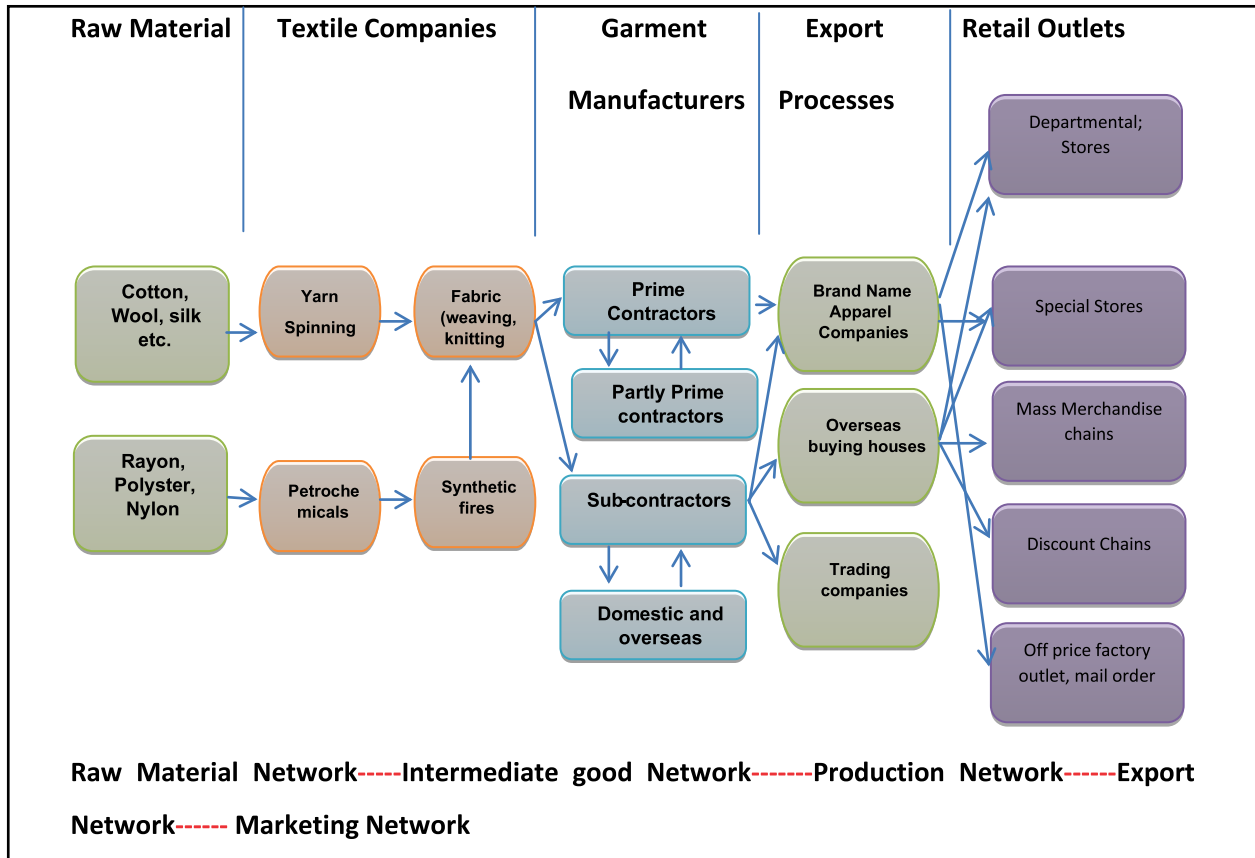 Raw Material
Textile Companies
Garment
Manufacturers
Export
Processes
Retail Outlets
Cotton,
Wool, silk
etc.
Rayon,
Polyster,
Nylon
Yarn
Spinning
Fabric
(weaving,
knitting
Petroche
micals
Synthetic
fires
Prime
Contractors
Partly Prime
contractors
Sub-contractors
Domestic and
overseas
Brand Name
Apparel
Companies
Overseas
buying houses
Trading
companies
Departmental;
Stores
Special Stores
Mass Merchandise
chains
Discount Chains
Off price factory
outlet, mail order
Raw Material Network-----Intermediate good Network-------Production Network------Export
Network------ Marketing Network